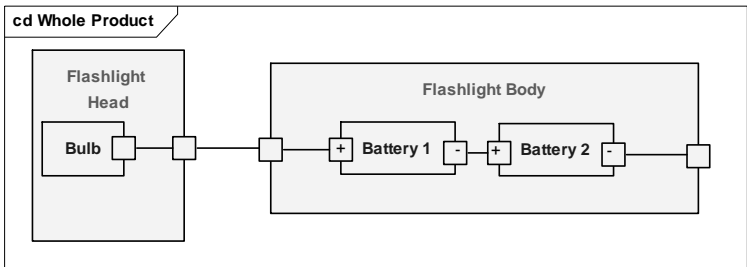 cd Whole Product
Flashlight
Head
Flashlight Body
Bulb
+ Battery 1 - + Battery 2 -